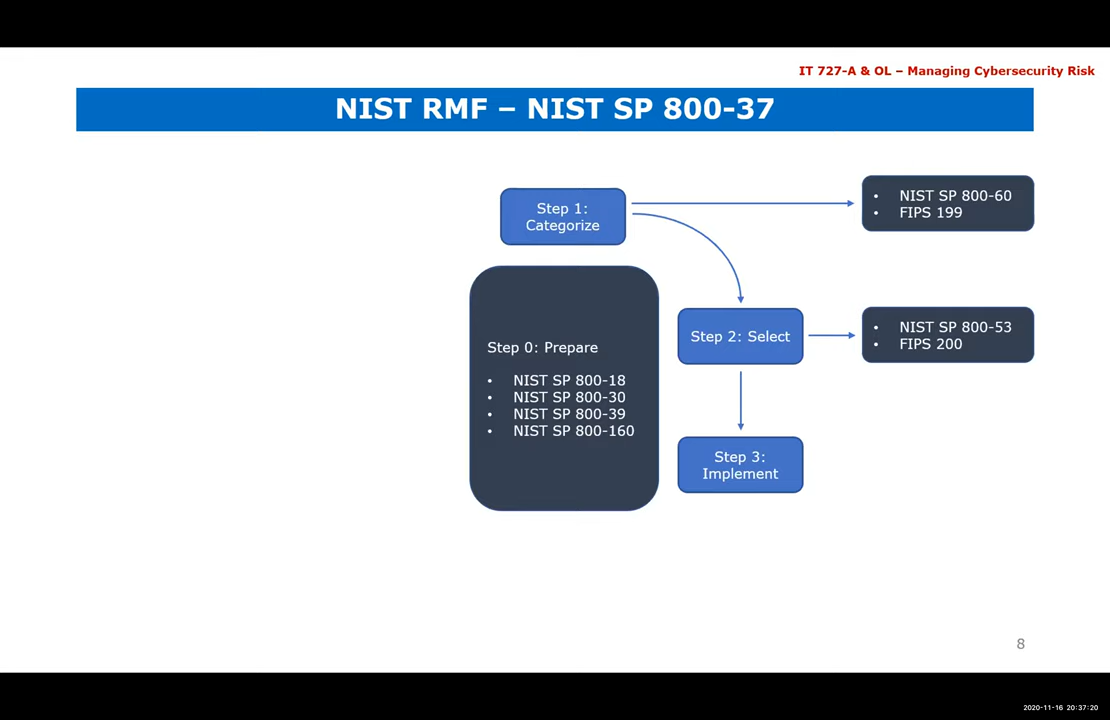 IT 727-A & OL – Managing Cybersecurity Risk
NIST RMF – NIST SP 800-37
Step 1:
Categorize
• NIST SP 800-60
• FIPS 199
Step 0: Prepare
• NIST SP 800-18
• NIST SP 800-30
• NIST SP 800-39
• NIST SP 800-160
Step 2: Select
• NIST SP 800-53
• FIPS 200
Step 3:
Implement
8
2020-11-16 20:37:20